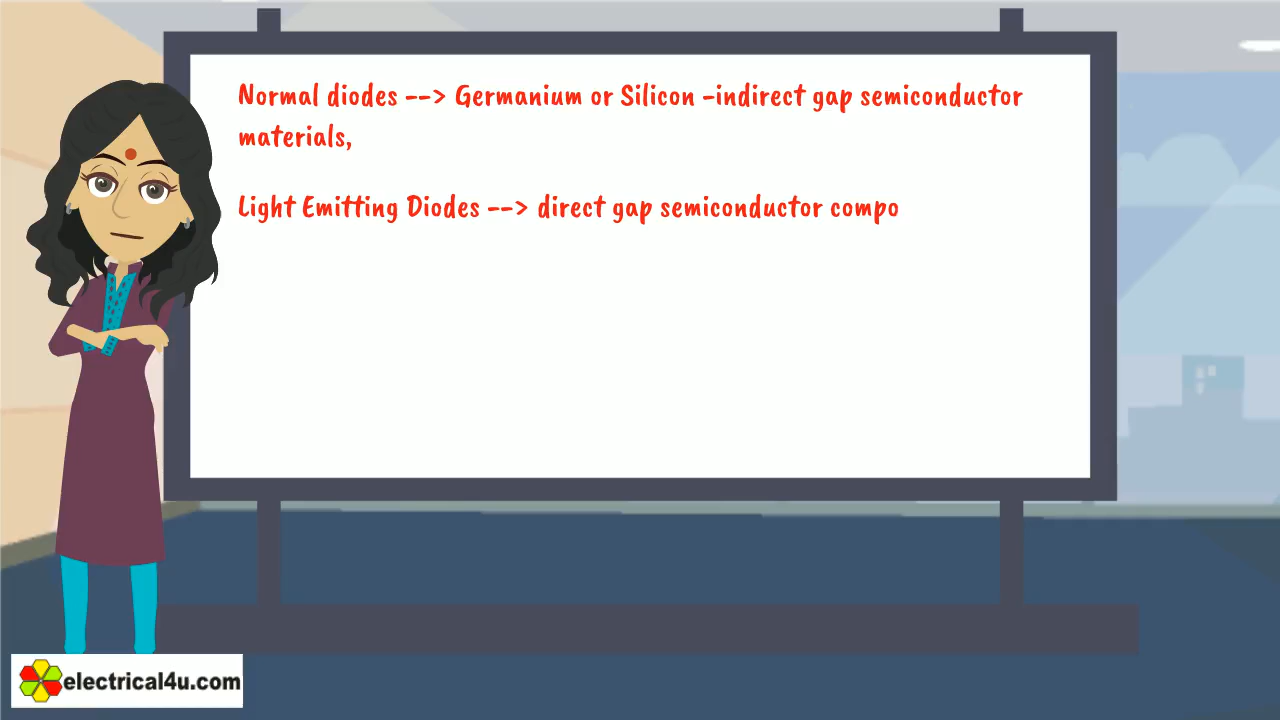 Normal diodes --> Germanium or Silicon -indirect gap semiconductor
materials,
Light Emitting Diodes --> direct gap semiconductor compo
electrical4u.com